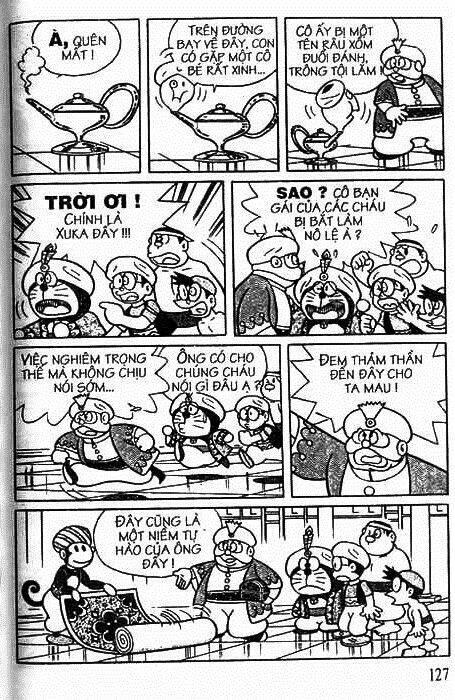 À, QUÊN
MẤT !
TRÊN ĐƯỜNG
BAY VỀ ĐÂY, CON
CÓ GẶP MỘT CÔ
BÉ RẤT XINH...
CÔ ẤY BỊ MỘT
TÊN RÂU XỒM
ĐUỔI ĐÁNH,
TRÔNG TỘI LẮM !
TRỜI ƠI !
CHÍNH LÀ
XUKA ĐẤY !!!
SAO ? CÔ BẠN
GÁI CỦA CÁC CHÁU
BỊ BẮT LÀM
NÔ LỆ À ?
VIỆC NGHIÊM TRỌNG
THẾ MÀ KHÔNG CHỊU
NÓI SỚM...
ÔNG CÓ CHO
CHÚNG CHÁU
NÓI GÌ ĐÂU Ạ ?
ĐEM THẢM THẦN
ĐẾN ĐÂY CHO
TA MAU !
ĐÂY CŨNG LÀ
MỘT NIỀM TỰ
HÀO CỦA ÔNG
ĐẤY !
127